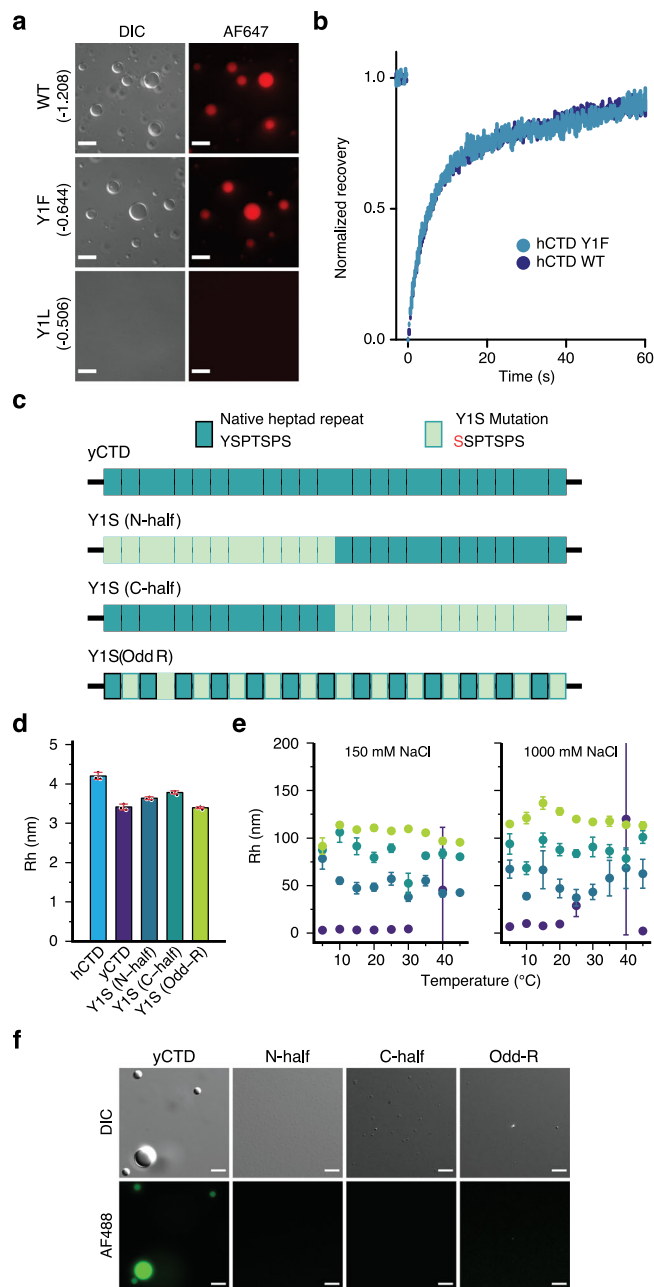 a
DIC
AF647
WT
(-1.208)
Y1F
(-0.644)
Y1L
(-0.506)
b
Normalized recovery
1.0
0.5
0.0
hCTD Y1F
hCTD WT
0
20
40
60
Time (s)
c
Native heptad repeat
YSPTSPS
Y1S Mutation
SSPTSPS
yCTD
Y1S (N-half)
Y1S (C-half)
Y1S(Odd R)
d
Rh (nm)
5
4
3
2
1
0
hCTD
yCTD
Y1S (N–half)
Y1S (C–half)
Y1S (Odd–R)
e
Rh (nm)
200
150
100
50
0
150 mM NaCl
1000 mM NaCl
10
20
30
40
10
20
30
40
Temperature (°C)
f
yCTD
N-half
C-half
Odd-R
DIC
AF488